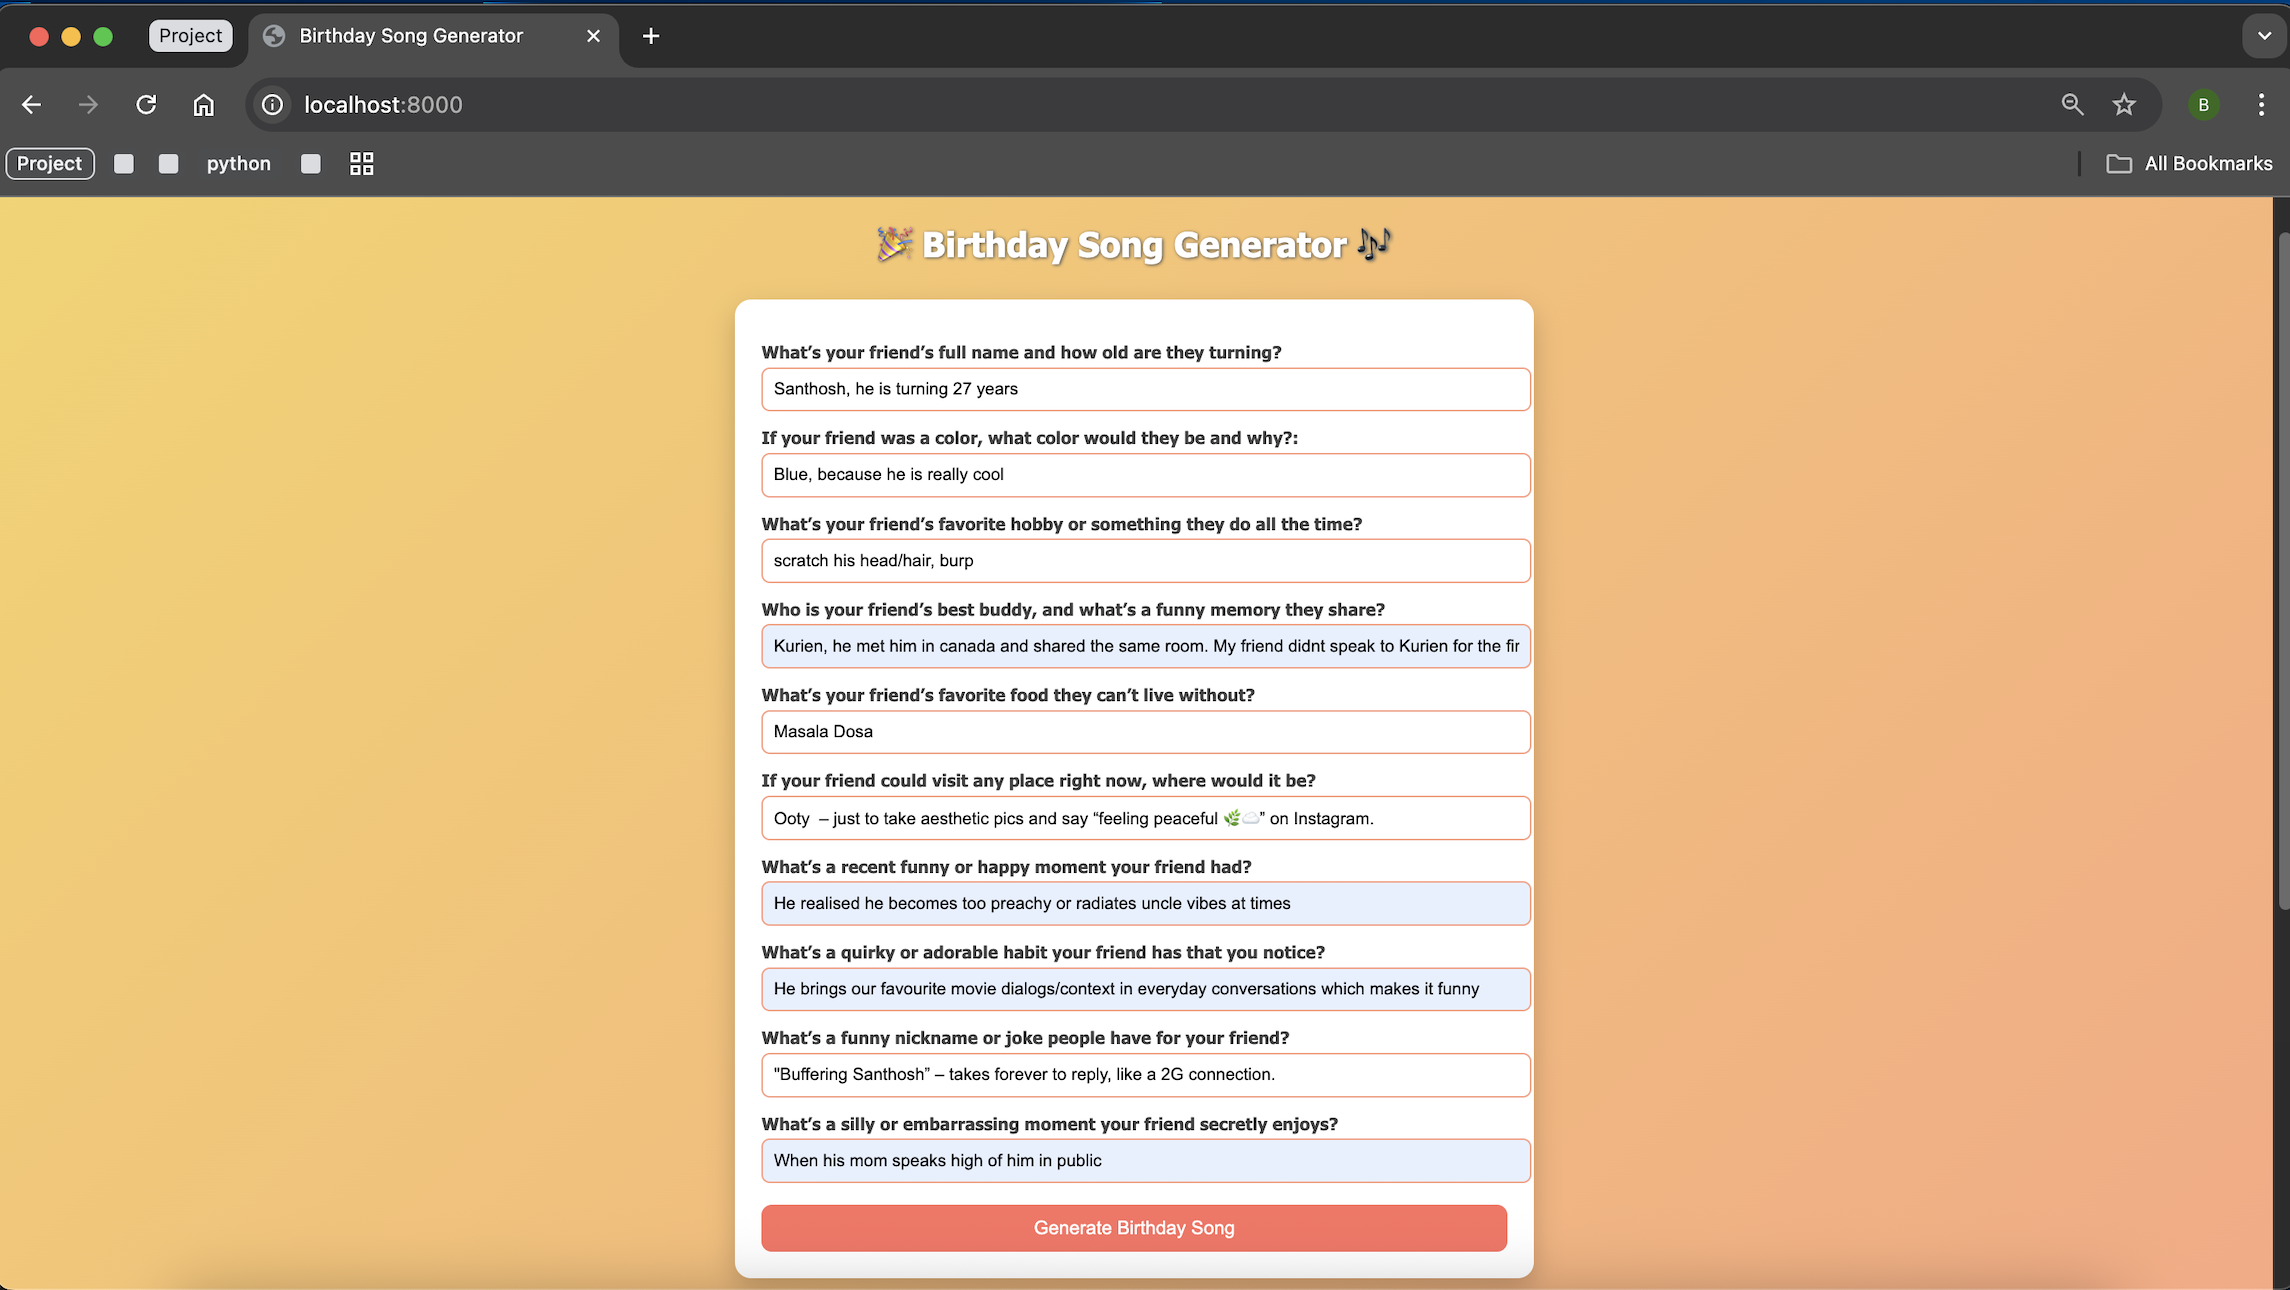 Project
Birthday Song Generator
localhost:8000
B
Project
python
All Bookmarks
🎉 Birthday Song Generator 🎶
What’s your friend’s full name and how old are they turning?
Santhosh, he is turning 27 years
If your friend was a color, what color would they be and why?:
Blue, because he is really cool
What’s your friend’s favorite hobby or something they do all the time?
scratch his head/hair, burp
Who is your friend’s best buddy, and what’s a funny memory they share?
Kurien, he met him in canada and shared the same room. My friend didnt speak to Kurien for the fir
What’s your friend’s favorite food they can’t live without?
Masala Dosa
If your friend could visit any place right now, where would it be?
Ooty  – just to take aesthetic pics and say “feeling peaceful 🌿☁️” on Instagram.
What’s a recent funny or happy moment your friend had?
He realised he becomes too preachy or radiates uncle vibes at times
What’s a quirky or adorable habit your friend has that you notice?
He brings our favourite movie dialogs/context in everyday conversations which makes it funny
What’s a funny nickname or joke people have for your friend?
"Buffering Santhosh” – takes forever to reply, like a 2G connection.
What’s a silly or embarrassing moment your friend secretly enjoys?
When his mom speaks high of him in public
Generate Birthday Song